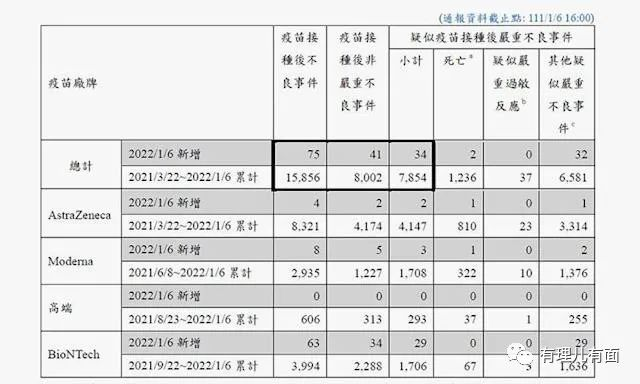 (通報資料截止點: 111/1/6 16:00)
疫苗廠牌
疫苗接種後不良事件
疫苗接種後非嚴重不良事件
疑似疫苗接種後嚴重不良事件
小計
死亡a
疑似嚴重過敏反應b
其他疑似嚴重不良事件c
總計
2022/1/6 新增 75 41 34 2 0 32
2021/3/22~2022/1/6 累計 15,856 8,002 7,854 1,236 37 6,581
AstraZeneca
2022/1/6 新增 4 2 2 1 0 1
2021/3/22~2022/1/6 累計 8,321 4,174 4,147 810 23 3,314
Moderna
2022/1/6 新增 8 5 3 1 0 2
2021/6/8~2022/1/6 累計 2,935 1,227 1,708 322 10 1,376
高端
2022/1/6 新增 0 0 0 0 0 0
2021/8/23~2022/1/6 累計 606 313 293 37 1 255
BioNTech
2022/1/6 新增 63 34 29 0 0 29
2021/9/22~2022/1/6 累計 3,994 2,288 1,706 67 3 1,636
有理儿有面